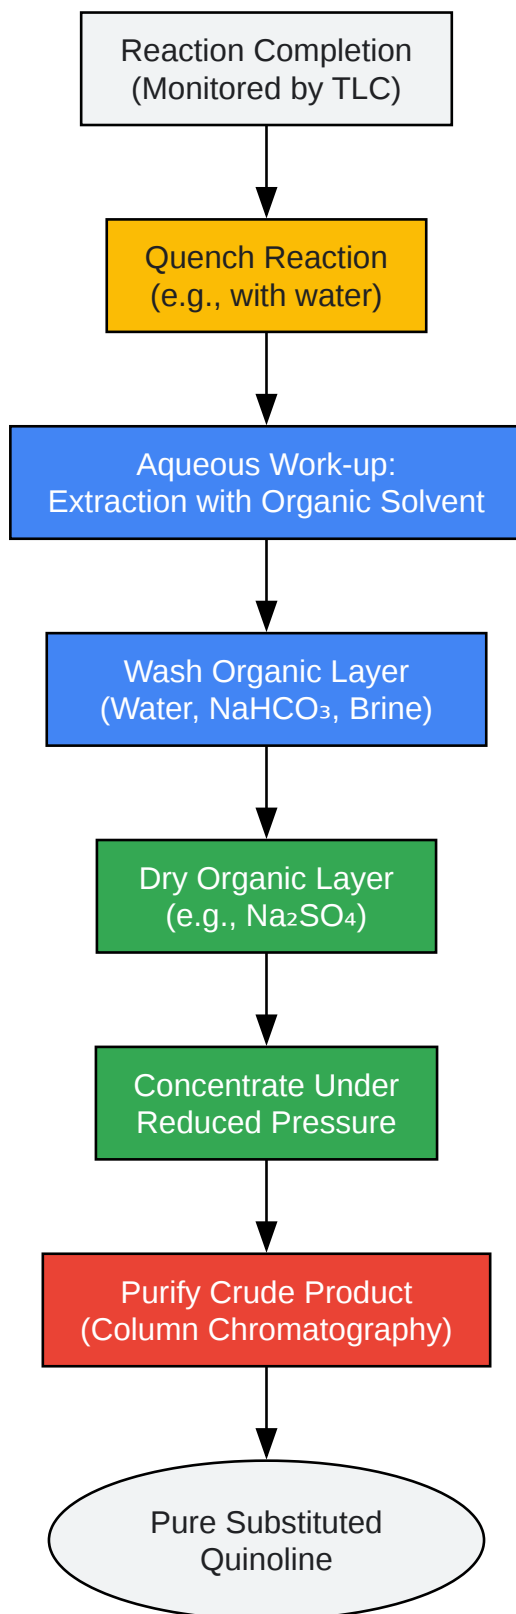 Reaction Completion
(Monitored by TLC)
Quench Reaction
(e.g., with water)
Aqueous Work-up:
Extraction with Organic Solvent
Wash Organic Layer
(Water, NaHCO₃, Brine)
Dry Organic Layer
(e.g., Na₂SO₄)
Concentrate Under
Reduced Pressure
Purify Crude Product
(Column Chromatography)
Pure Substituted
Quinoline